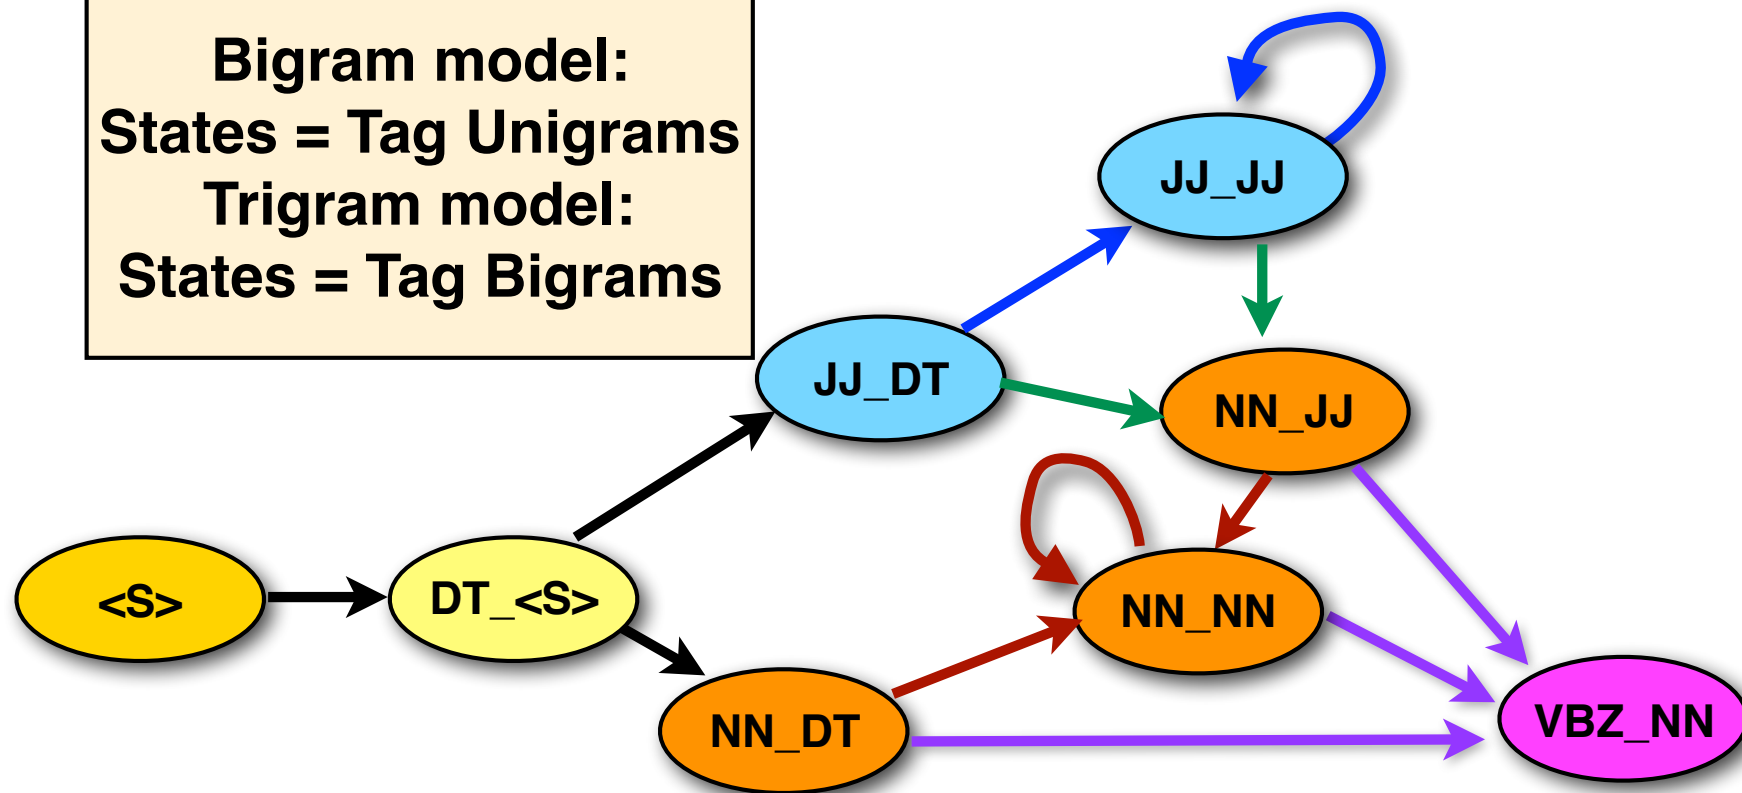 Bigram model:
States = Tag Unigrams
Trigram model:
States = Tag Bigrams
JJ_JJ
JJ_DT
NN_JJ
<S>
DT_<S>
NN_NN
NN_DT
VBZ_NN